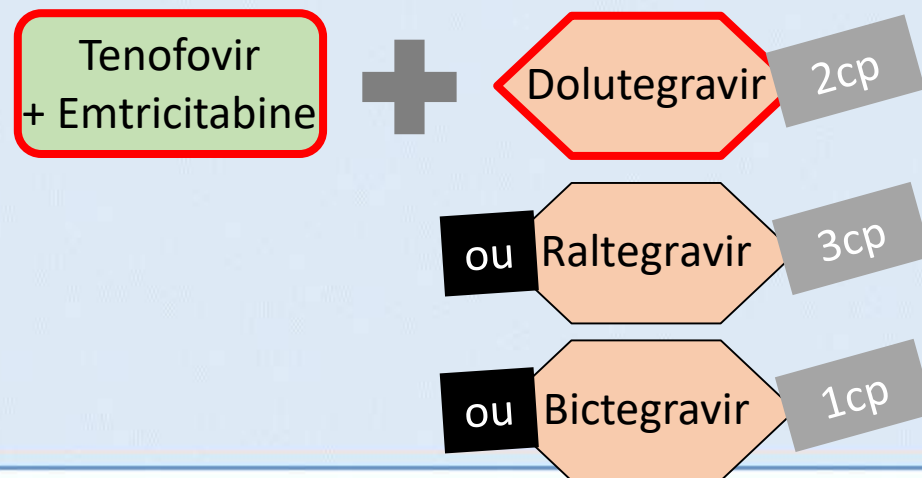 Tenofovir
+ Emtricitabine
Dolutegravir
2cp
ou
Raltegravir
3cp
ou
Bictegravir
1cp